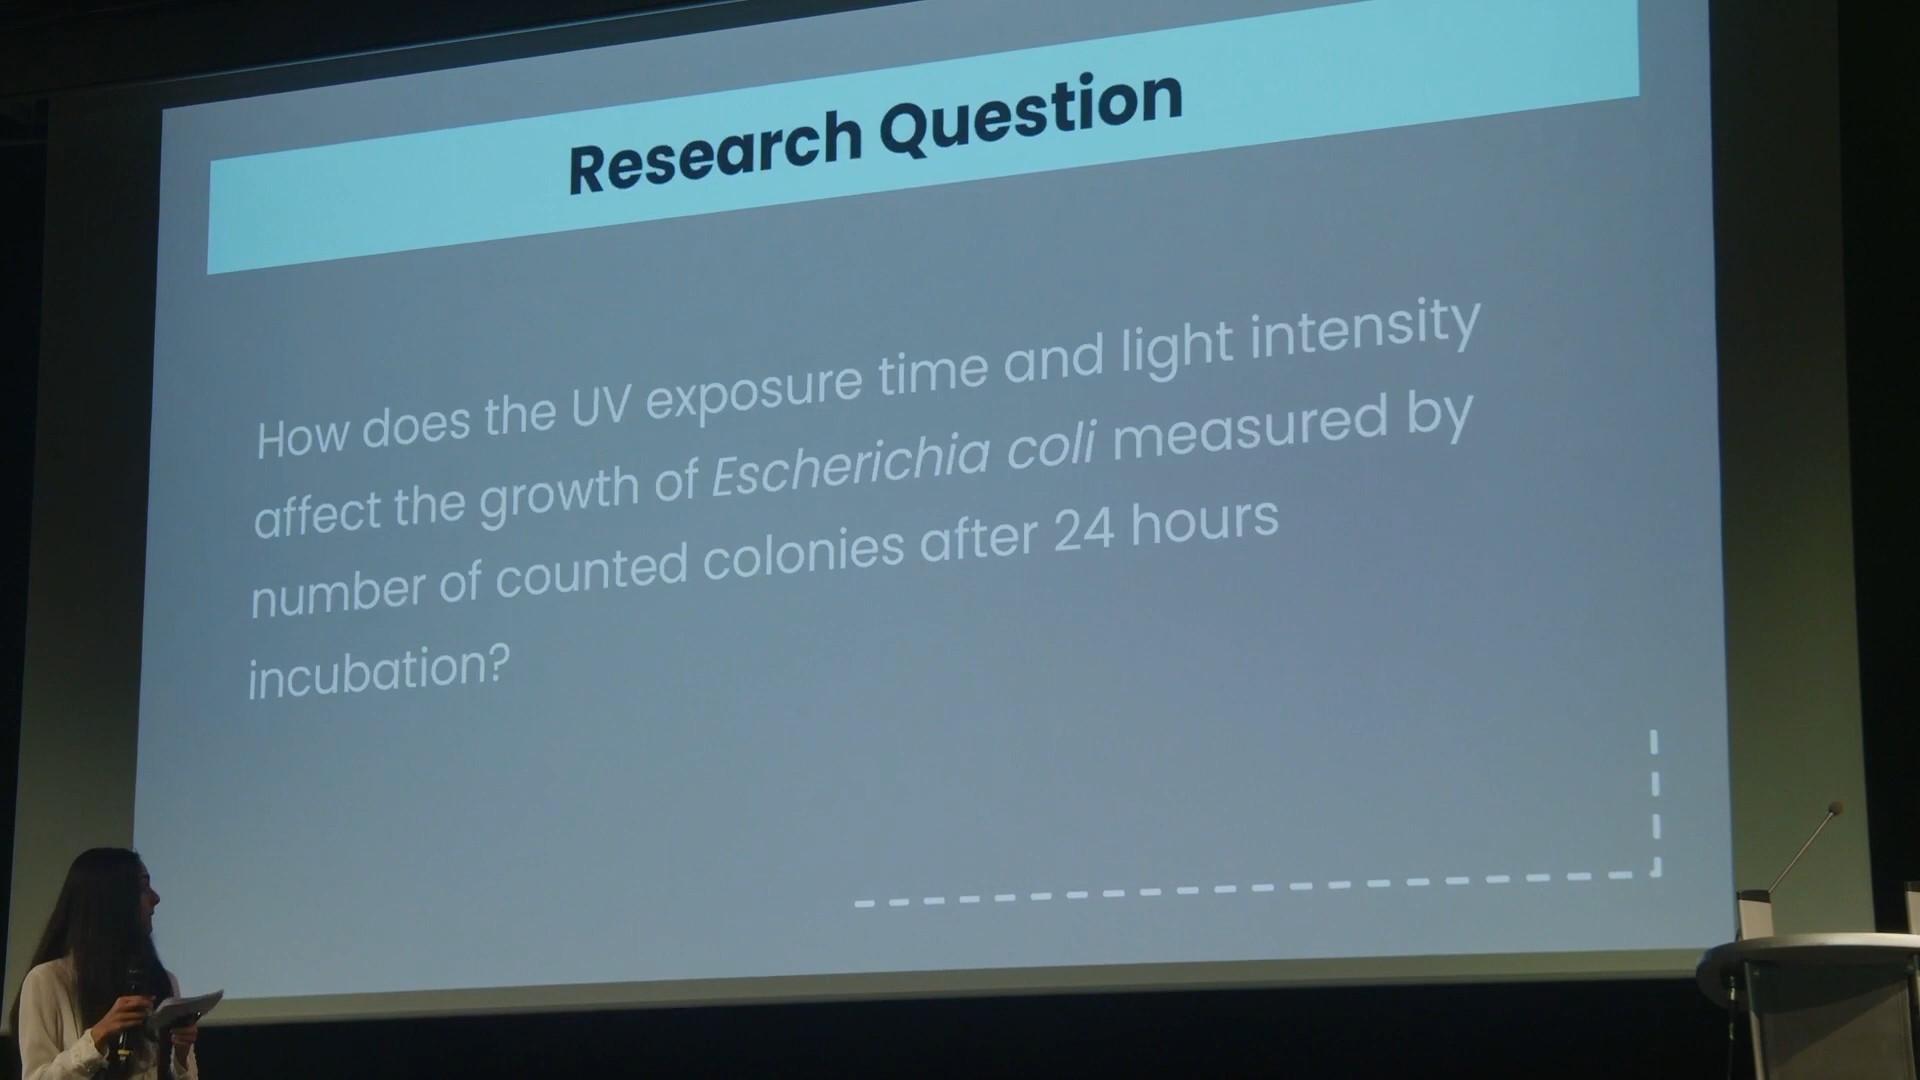 Research Question
How does the UV exposure time and light intensity
affect the growth of Escherichia coli measured by
number of counted colonies after 24 hours
incubation?